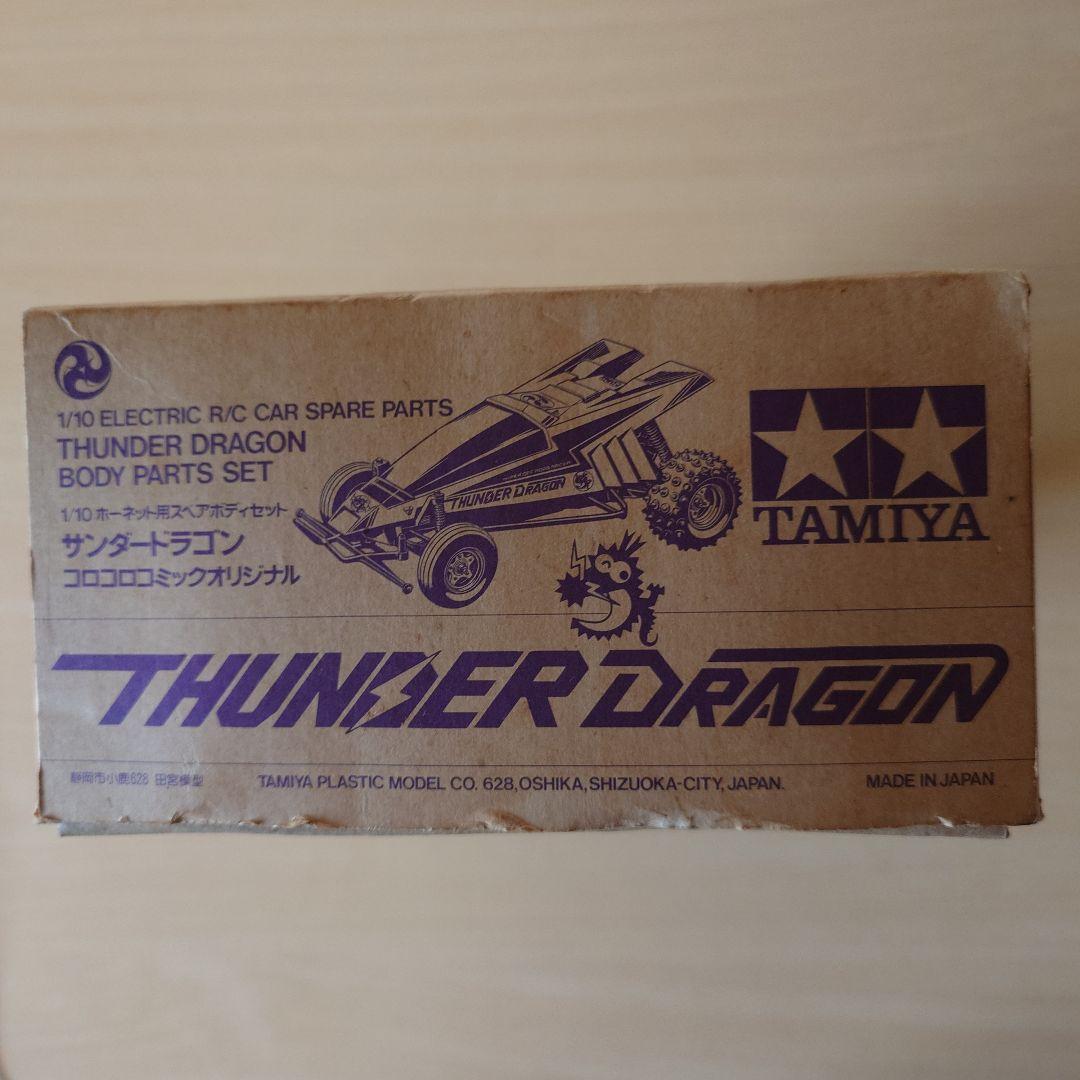 1/10 ELECTRIC R/C CAR SPARE PARTS
THUNDER DRAGON
BODY PARTS SET
1/10 ホーネット用スペアボディセット
サンダードラゴン
コロコロコミックオリジナル
THUNDER DRAGON
TAMIYA
THUNDER DRAGON
静岡市小鹿628 田宮模型
TAMIYA PLASTIC MODEL CO. 628, OSHIKA, SHIZUOKA-CITY, JAPAN.
MADE IN JAPAN